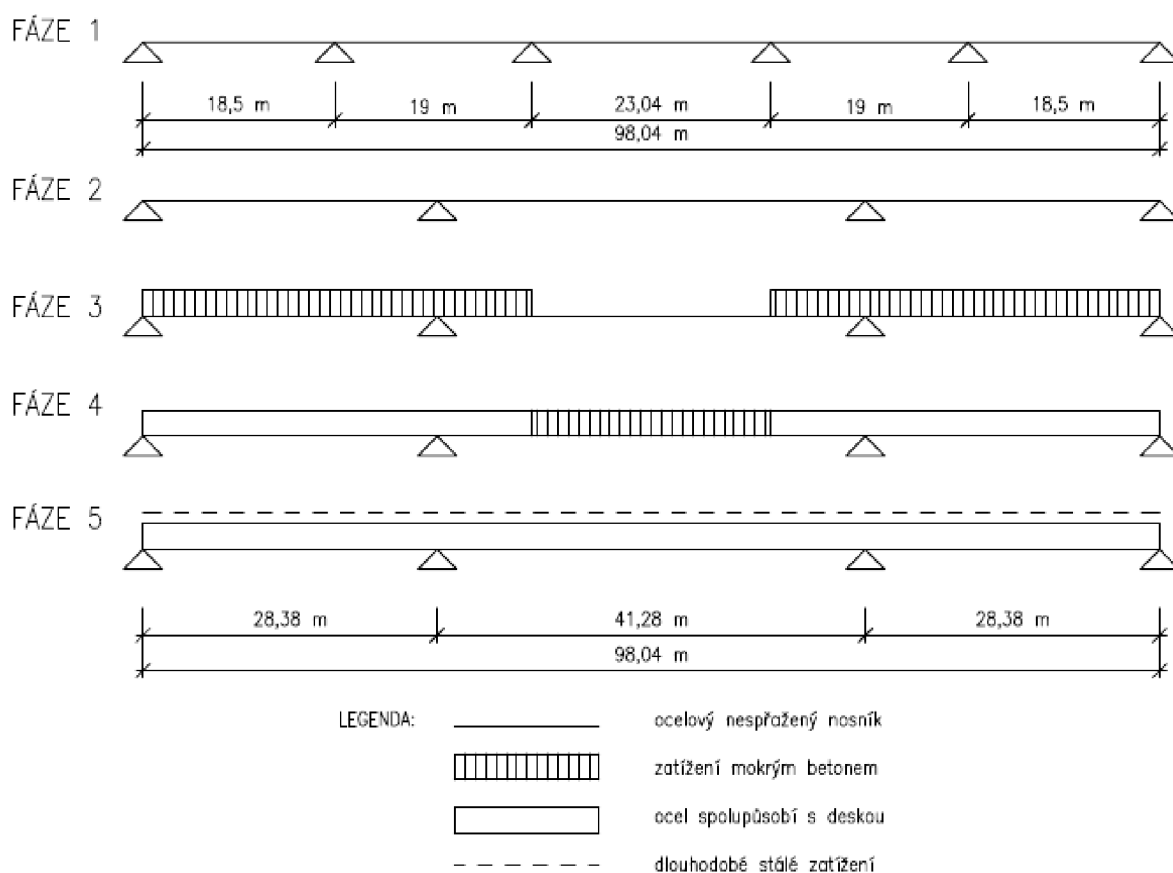 FÁZE 1
18,5 m 19 m 23,04 m 19 m 18,5 m
98,04 m
FÁZE 2
FÁZE 3
FÁZE 4
FÁZE 5
28,38 m 41,28 m 28,38 m
98,04 m
LEGENDA: ocelový nespřažený nosník
zatížení mokrým betonem
ocel spolupůsobí s deskou
dlouhodobé stálé zatížení